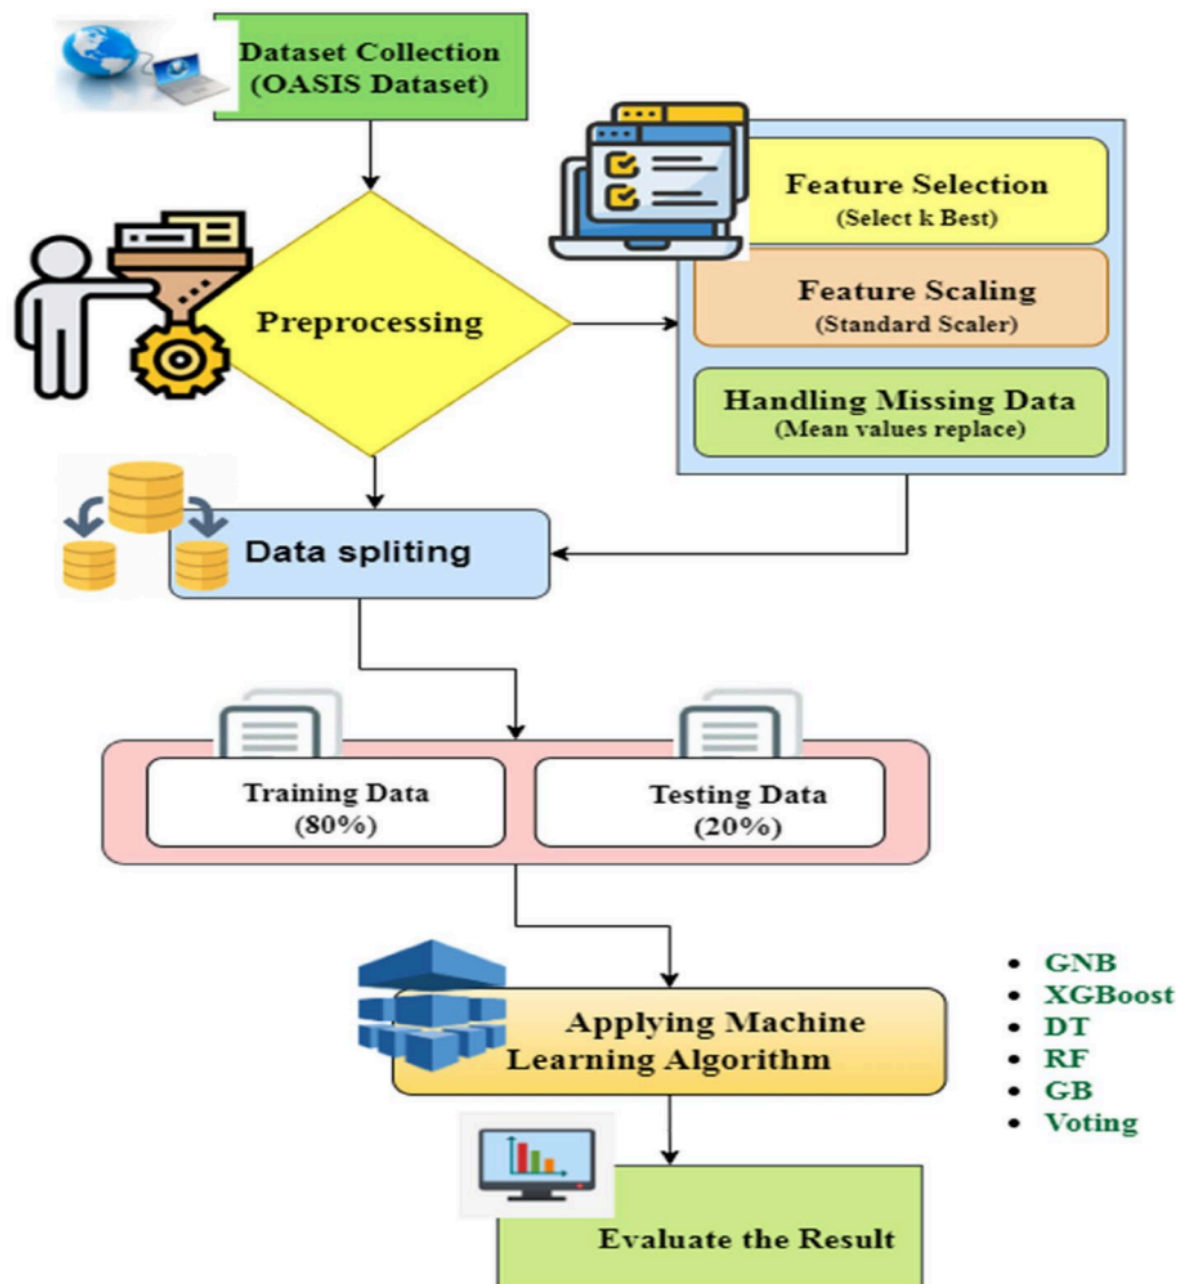 Dataset Collection
(OASIS Dataset)
Feature Selection
(Select k Best)
Feature Scaling
(Standard Scaler)
Preprocessing
Handling Missing Data
(Mean values replace)
Data spliting
Training Data
(80%)
Testing Data
(20%)
Applying Machine
Learning Algorithm
• GNB
• XGBoost
• DT
• RF
• GB
• Voting
Evaluate the Result